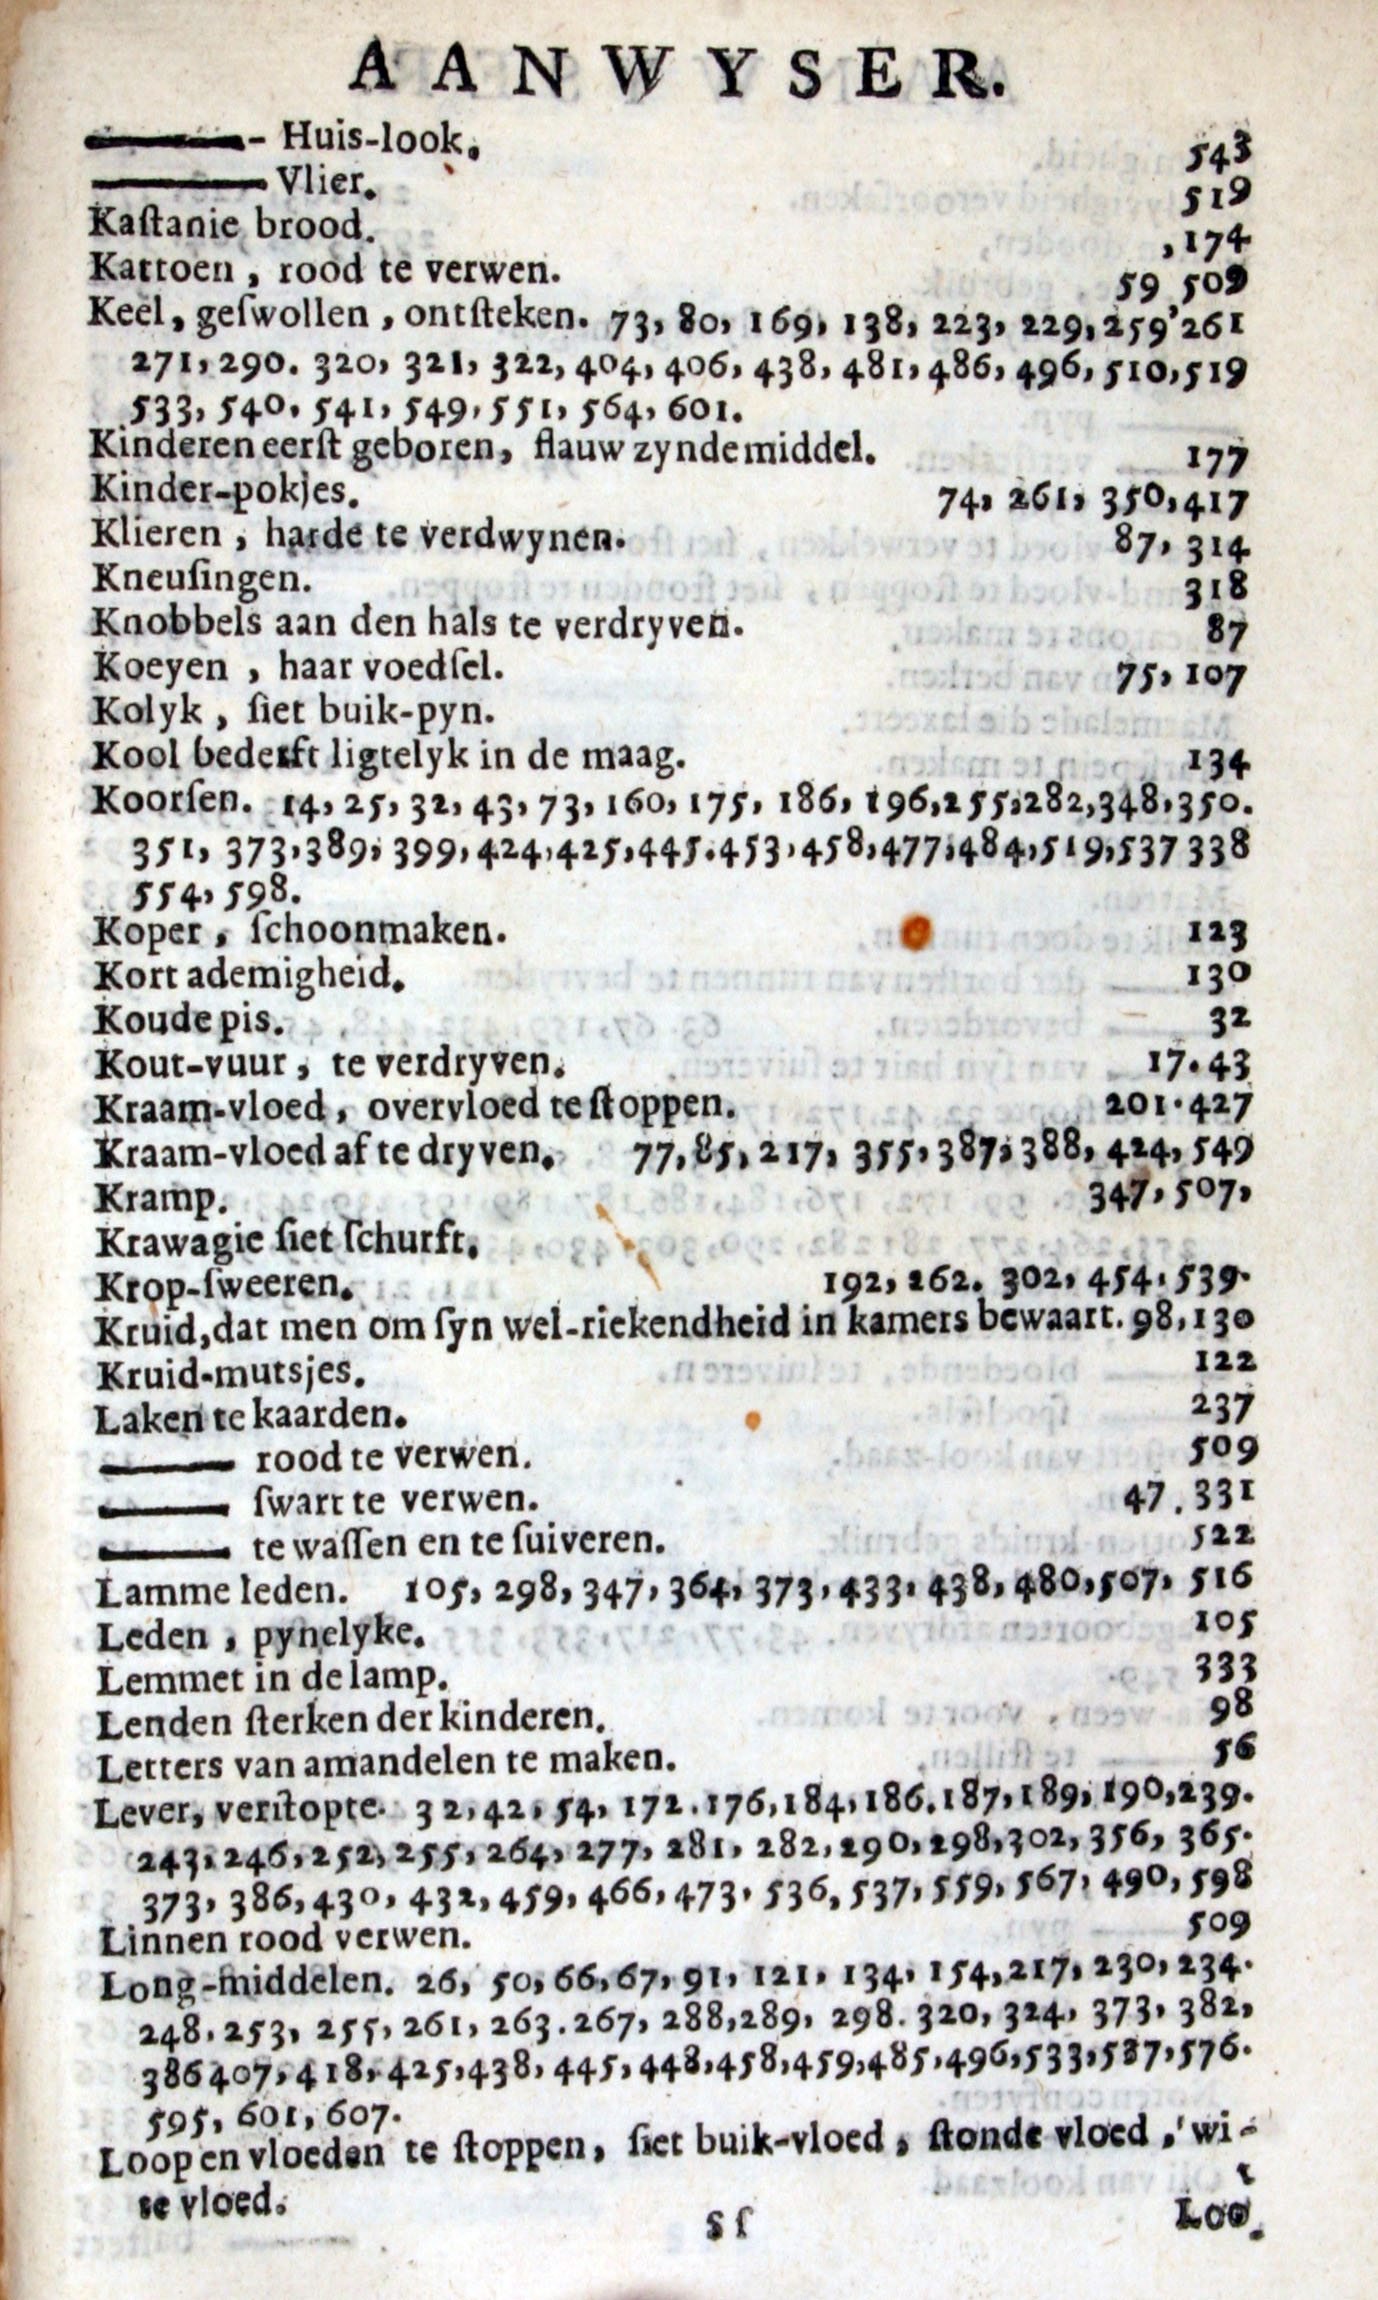 AANWYSER.
———- Huis-look. 543
——— Vlier. 519
Kaſtanie brood. ,174
Kattoen , rood te verwen. 59 509
Keel, geſwollen , ontſteken. 73, 80, 169, 138, 223, 229, 259'261
271, 290. 320, 321, 322, 404, 406, 438, 481, 486, 496, 510,519
533, 540, 541, 549, 551, 564, 601.
Kinderen eerſt geboren, flauw zynde middel. 177
Kinder-pokjes. 74, 261, 350,417
Klieren , harde te verdwynen. 87, 314
Kneuſingen. 318
Knobbels aan den hals te verdryven. 87
Koeyen , haar voedſel. 75, 107
Kolyk , ſiet buik-pyn.
Kool bederft ligtelyk in de maag. 134
Koorſen. 14, 25, 32, 43, 73, 160, 175, 186, 196,255,282,348,350.
351, 373,389, 399,424,425,445.453,458,477,484,519,537 338
554, 598.
Koper , ſchoonmaken. 123
Kort ademigheid. 130
Koude pis. 32
Kout-vuur , te verdryven. 17.43
Kraam-vloed, overvloed te ſtoppen. 201.427
Kraam-vloed af te dryven. 77,85,217, 355,387,388, 424, 549
Kramp. 347, 507,
Krawagie ſiet ſchurft.
Krop-ſweeren. 192, 262. 302, 454, 539.
Kruid,dat men om ſyn wel-riekendheid in kamers bewaart. 98,130
Kruid-mutsjes. 122
Laken te kaarden. 237
——— rood te verwen. 509
——— ſwart te verwen. 47.331
——— te waſſen en te ſuiveren. 522
Lamme leden. 105, 298, 347, 364, 373, 433, 438, 480,507, 516
Leden , pynelyke. 105
Lemmet in de lamp. 333
Lenden ſterken der kinderen. 98
Letters van amandelen te maken. 56
Lever, verſtopte. 32,42,54, 172.176,184,186.187,189,190,239.
243,246,252,255,264,277,281, 282,290,298,302,356, 365.
373, 386,430, 432,459, 466,473, 536, 537, 559, 567, 490, 598
Linnen rood verwen. 509
Long-middelen. 26, 50,66,67,91, 121, 134, 154,217, 230, 234.
248,253, 255,261, 263.267, 288,289, 298. 320, 324, 373, 382,
386 407,418,425,438,445,448,458,459,485,496,533,537,576.
595, 601, 607.
Loop en vloeden te ſtoppen, ſiet buik-vloed , ſtonde vloed ,'wi-
te vloed.
Sſ Loo.